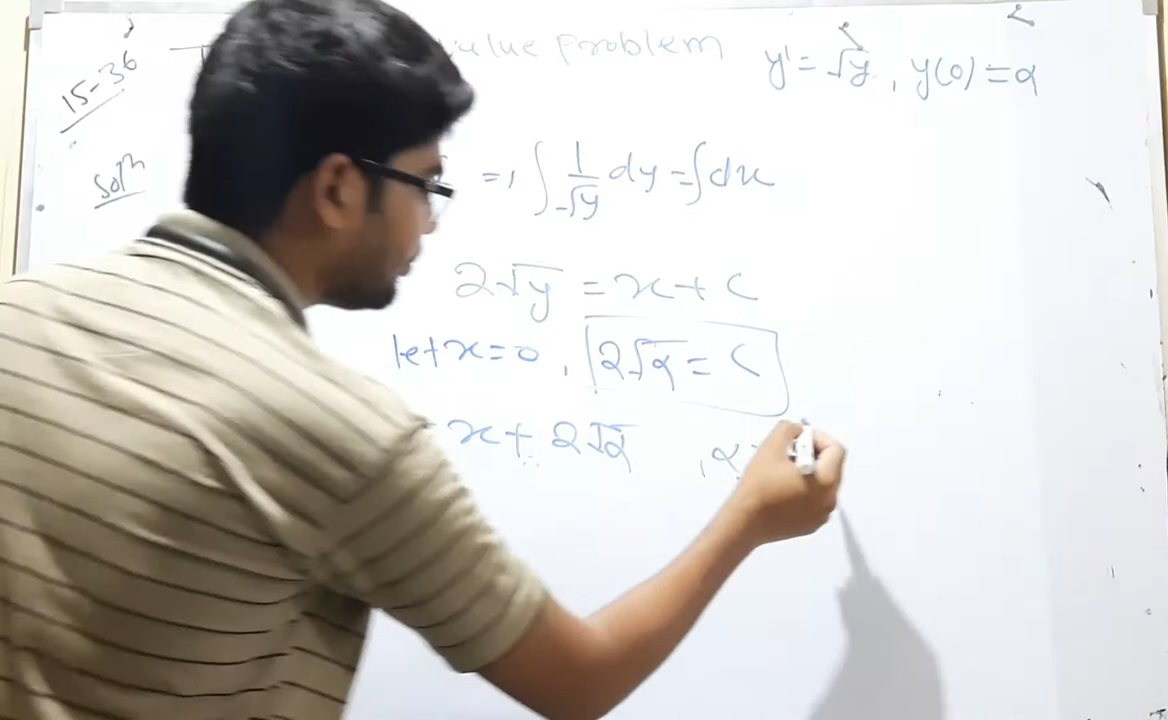 15-36
value problem y' = √y, y(0) = α
Solⁿ
=, ∫ 1/√y dy = ∫ dx
2√y = x + c
let x = 0, 2√α = c
x + 2√α , α